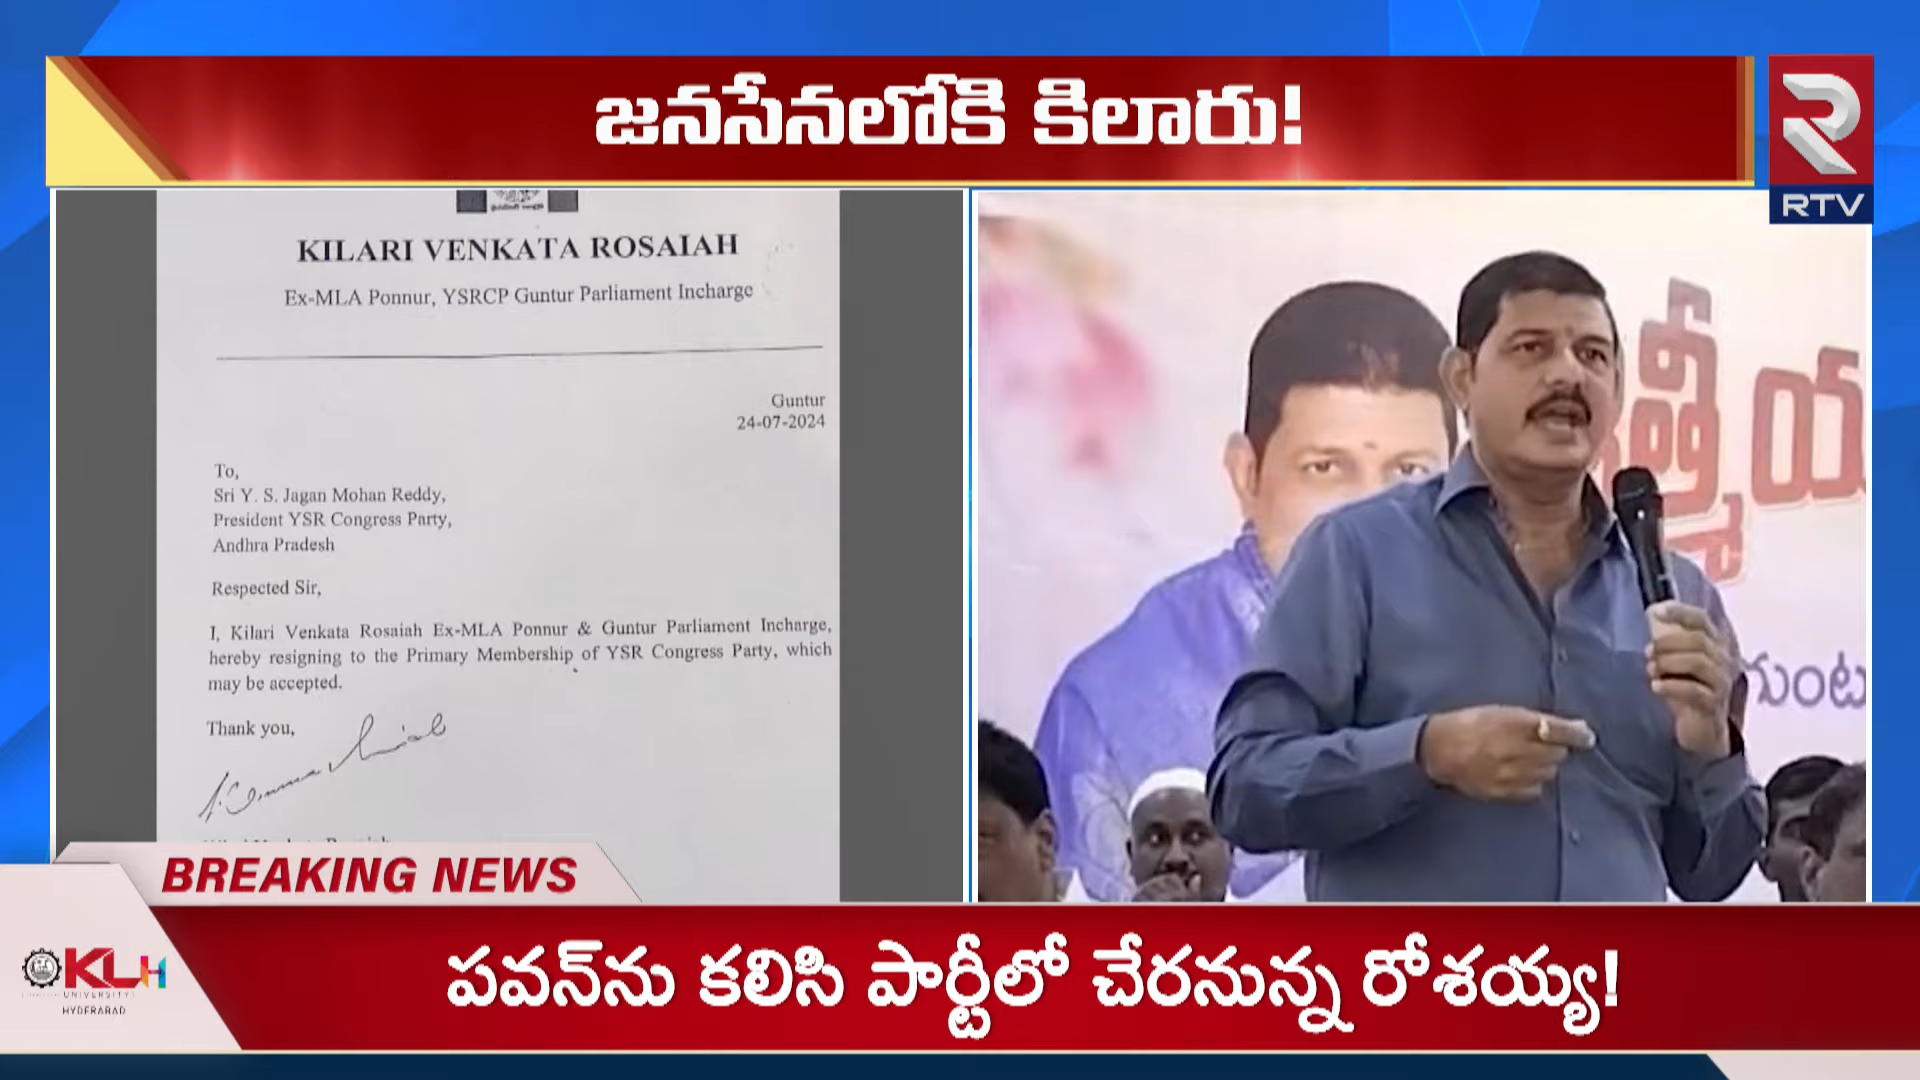 జనసేనలోకి కిలారు!
RTV
KILARI VENKATA ROSAIAH
Ex-MLA Ponnur, YSRCP Guntur Parliament Incharge
Guntur
24-07-2024
To,
Sri Y. S. Jagan Mohan Reddy,
President YSR Congress Party,
Andhra Pradesh
Respected Sir,
I, Kilari Venkata Rosaiah Ex-MLA Ponnur & Guntur Parliament Incharge,
hereby resigning to the Primary Membership of YSR Congress Party, which
may be accepted.
Thank you,
BREAKING NEWS
పవన్‌ను కలిసి పార్టీలో చేరనున్న రోశయ్య!
KLH
UNIVERSITY
HYDERABAD